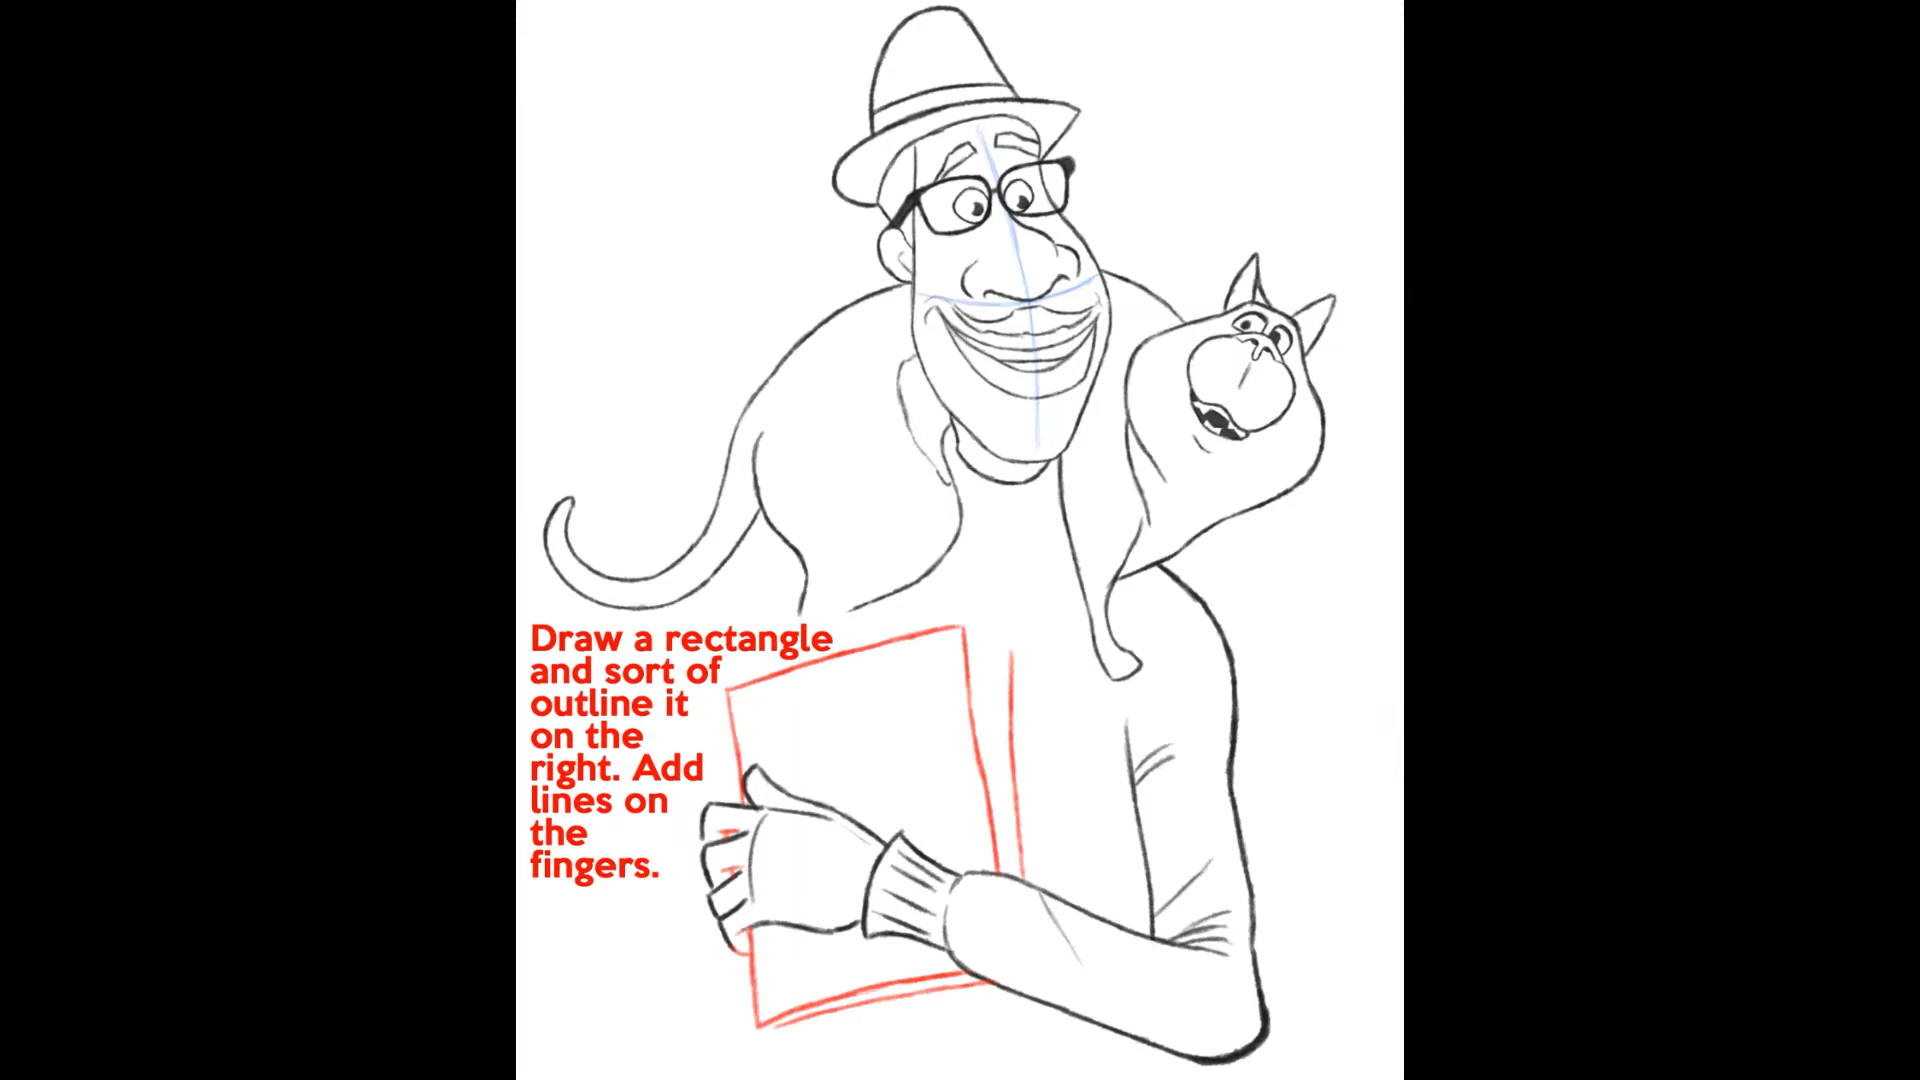 Draw a rectangle
and sort of
outline it
on the
right. Add
lines on
the
fingers.